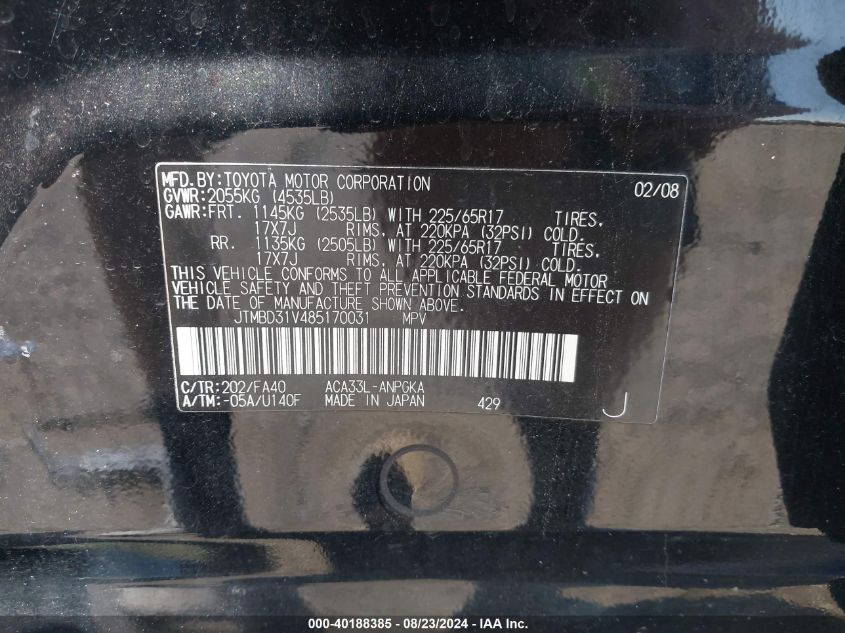 MFD.BY:TOYOTA MOTOR CORPORATION 02/08
GVWR:2055KG (4535LB)
GAWR:FRT. 1145KG (2535LB) WITH 225/65R17 TIRES,
17X7J RIMS, AT 220KPA (32PSI) COLD.
RR. 1135KG (2505LB) WITH 225/65R17 TIRES,
17X7J RIMS, AT 220KPA (32PSI) COLD.
THIS VEHICLE CONFORMS TO ALL APPLICABLE FEDERAL MOTOR
VEHICLE SAFETY AND THEFT PREVENTION STANDARDS IN EFFECT ON
THE DATE OF MANUFACTURE SHOWN ABOVE.
JTMBD31V485170031 MPV
C/TR:202/FA40 ACA33L-ANPGKA
A/TM:-05A/U140F MADE IN JAPAN 429 J
000-40188385 - 08/23/2024 - IAA Inc.